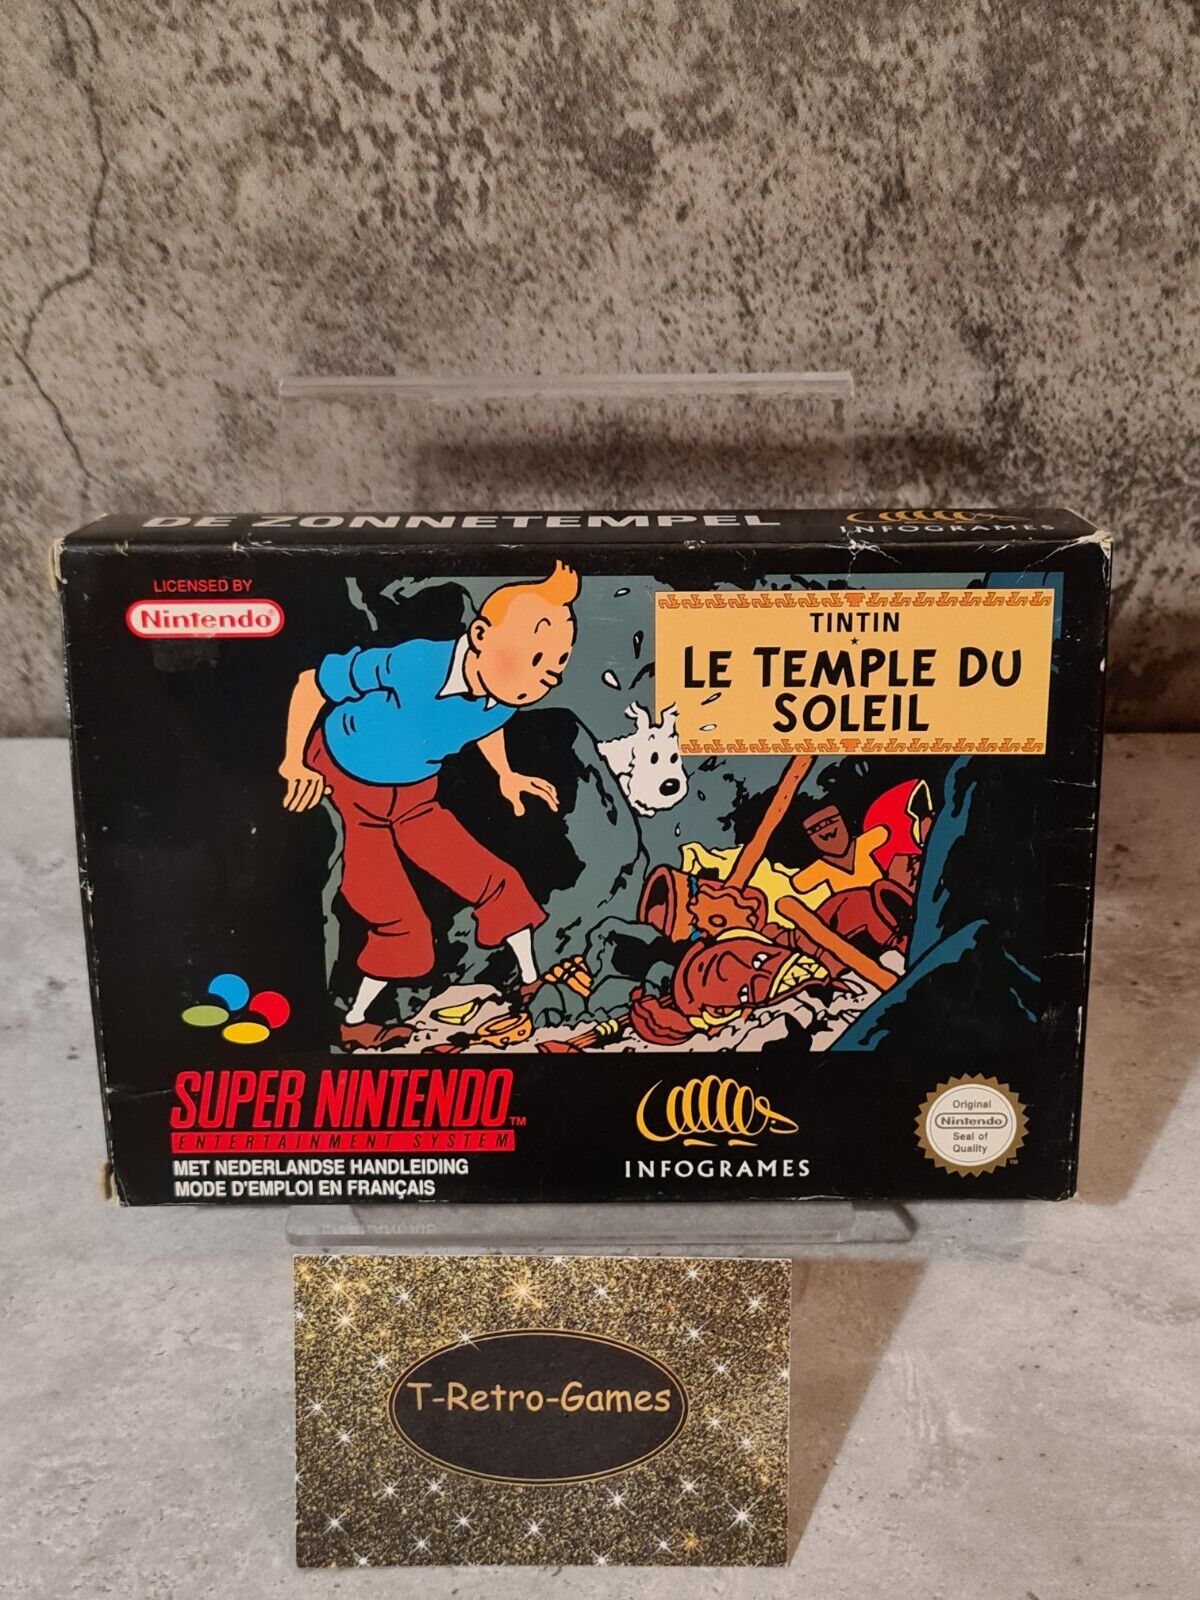 DE ZONNETEMPEL
INFOGRAMES
LICENSED BY
Nintendo®
TINTIN
LE TEMPLE DU
SOLEIL
SUPER NINTENDO™
ENTERTAINMENT SYSTEM
MET NEDERLANDSE HANDLEIDING
MODE D'EMPLOI EN FRANÇAIS
INFOGRAMES
Original
Nintendo
Seal of
Quality
T-Retro-Games